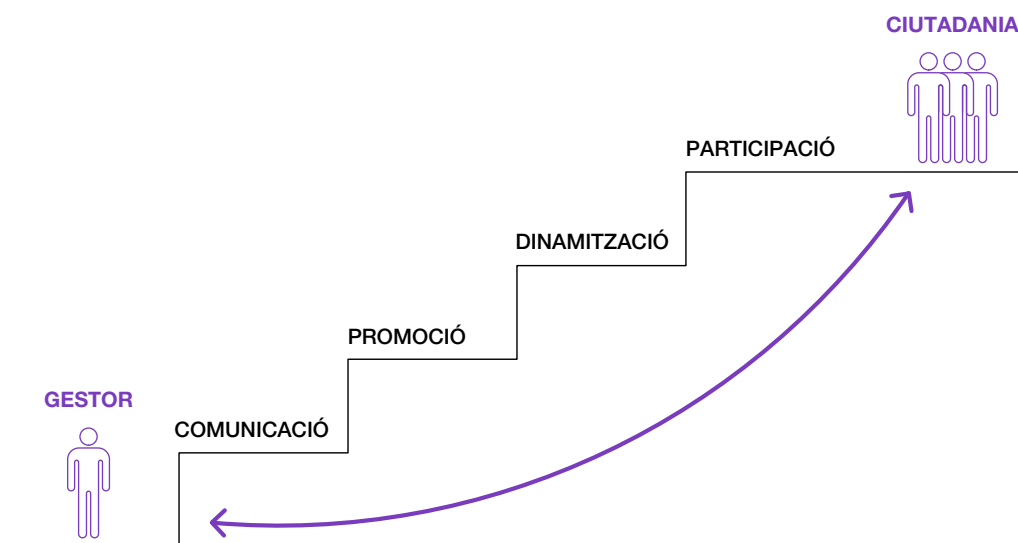 CIUTADANIA
PARTICIPACIÓ
DINAMITZACIÓ
PROMOCIÓ
GESTOR
COMUNICACIÓ